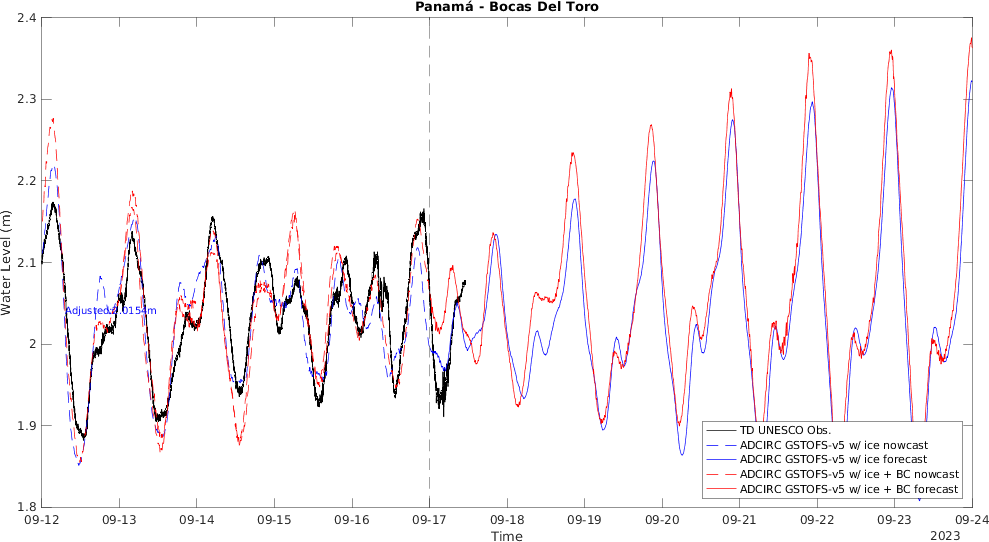 Panamá - Bocas Del Toro
2.4
2.3
2.2
2.1
2
1.9
1.8
Water Level (m)
TD UNESCO Obs.
ADCIRC GSTOFS-v5 w/ ice nowcast
ADCIRC GSTOFS-v5 w/ ice forecast
ADCIRC GSTOFS-v5 w/ ice + BC nowcast
ADCIRC GSTOFS-v5 w/ ice + BC forecast
09-12 09-13 09-14 09-15 09-16 09-17 09-18 09-19 09-20 09-21 09-22 09-23 09-24
Time
2023